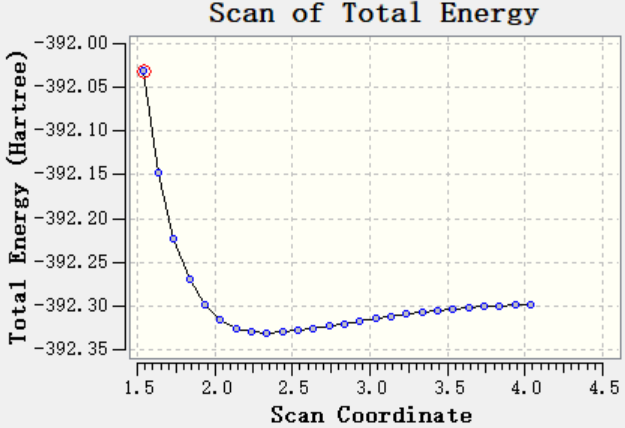 Scan of Total Energy
Total Energy (Hartree)
-392.00
-392.05
-392.10
-392.15
-392.20
-392.25
-392.30
-392.35
1.5 2.0 2.5 3.0 3.5 4.0 4.5
Scan Coordinate